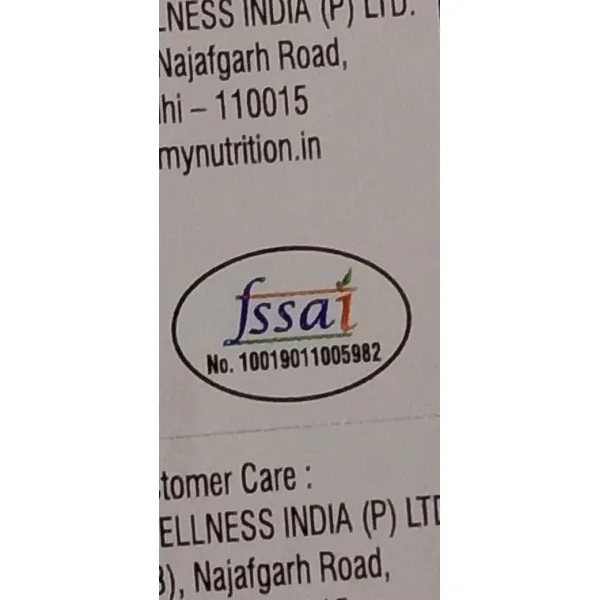 LNESS INDIA (P) LTD.
Najafgarh Road,
hi – 110015
mynutrition.in
fssai
No. 10019011005982
tomer Care :
ELLNESS INDIA (P) LTD
3), Najafgarh Road,